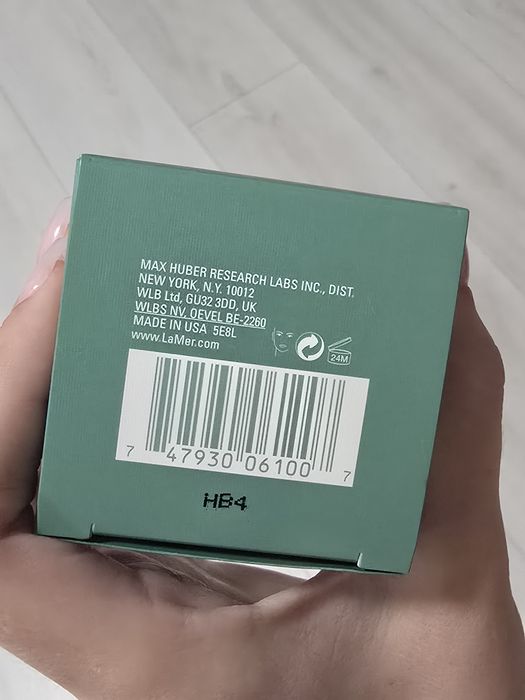 MAX HUBER RESEARCH LABS INC., DIST.
NEW YORK, N.Y. 10012
WLB Ltd, GU32 3DD, UK
WLBS NV, OEVEL BE-2260
MADE IN USA 5E8L
www.LaMer.com
24M
7 47930 06100 7
HB4